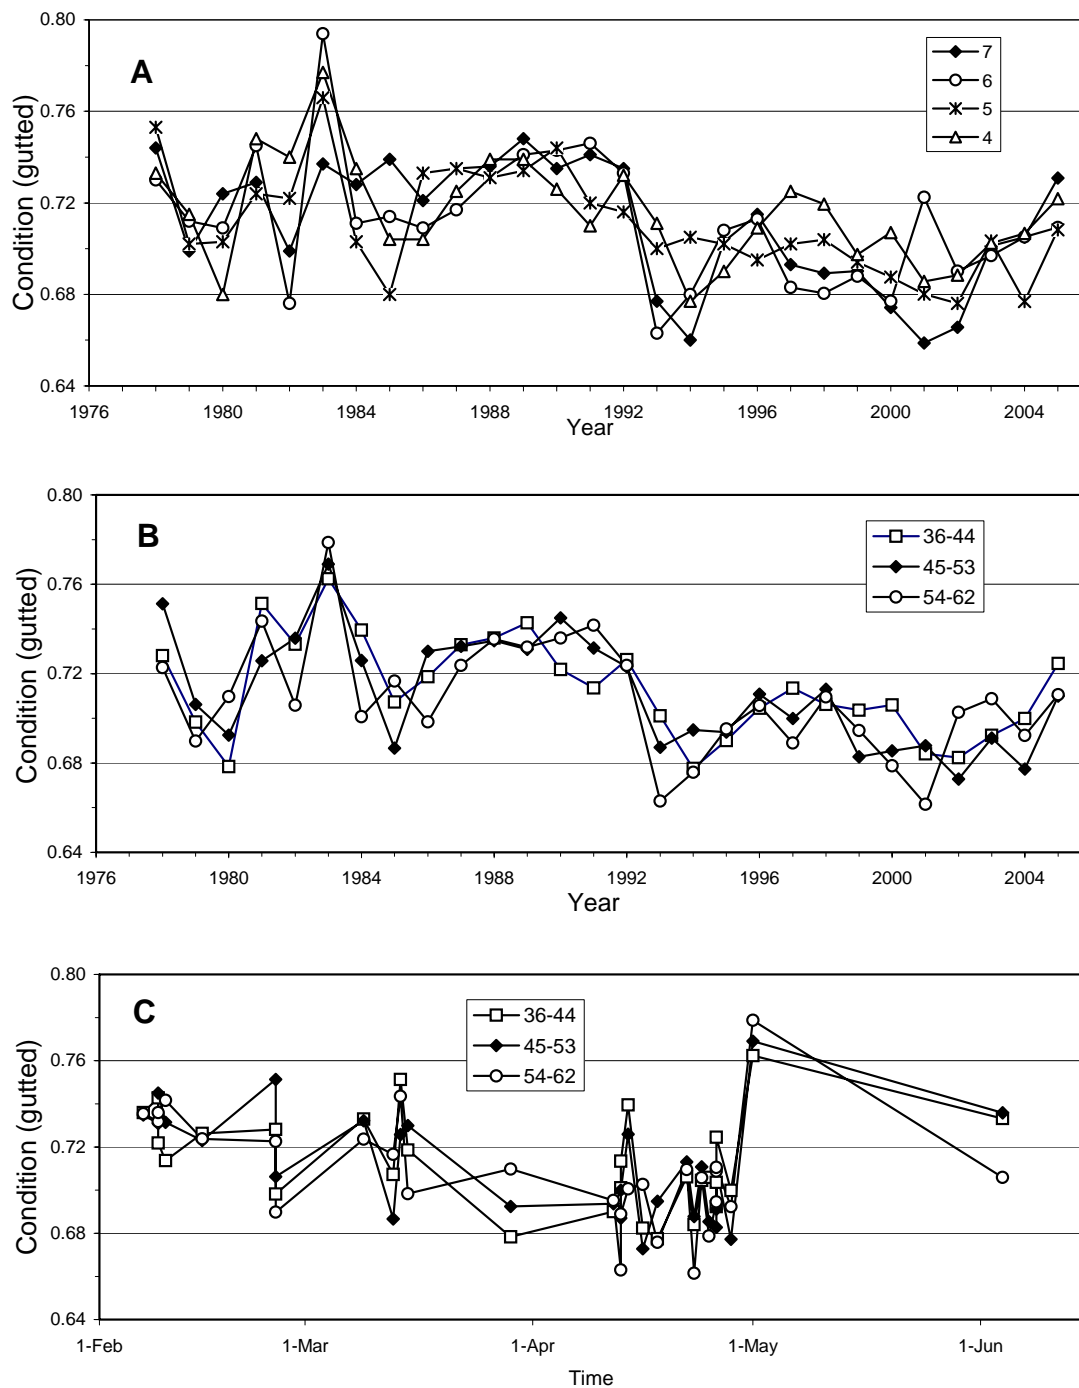 0.80
0.76
0.72
0.68
0.64
Condition (gutted)
A
7
6
5
4
1976 1980 1984 1988 1992 1996 2000 2004
Year
0.80
0.76
0.72
0.68
0.64
Condition (gutted)
B
36-44
45-53
54-62
1976 1980 1984 1988 1992 1996 2000 2004
Year
0.80
0.76
0.72
0.68
0.64
Condition (gutted)
C
36-44
45-53
54-62
1-Feb 1-Mar 1-Apr 1-May 1-Jun
Time